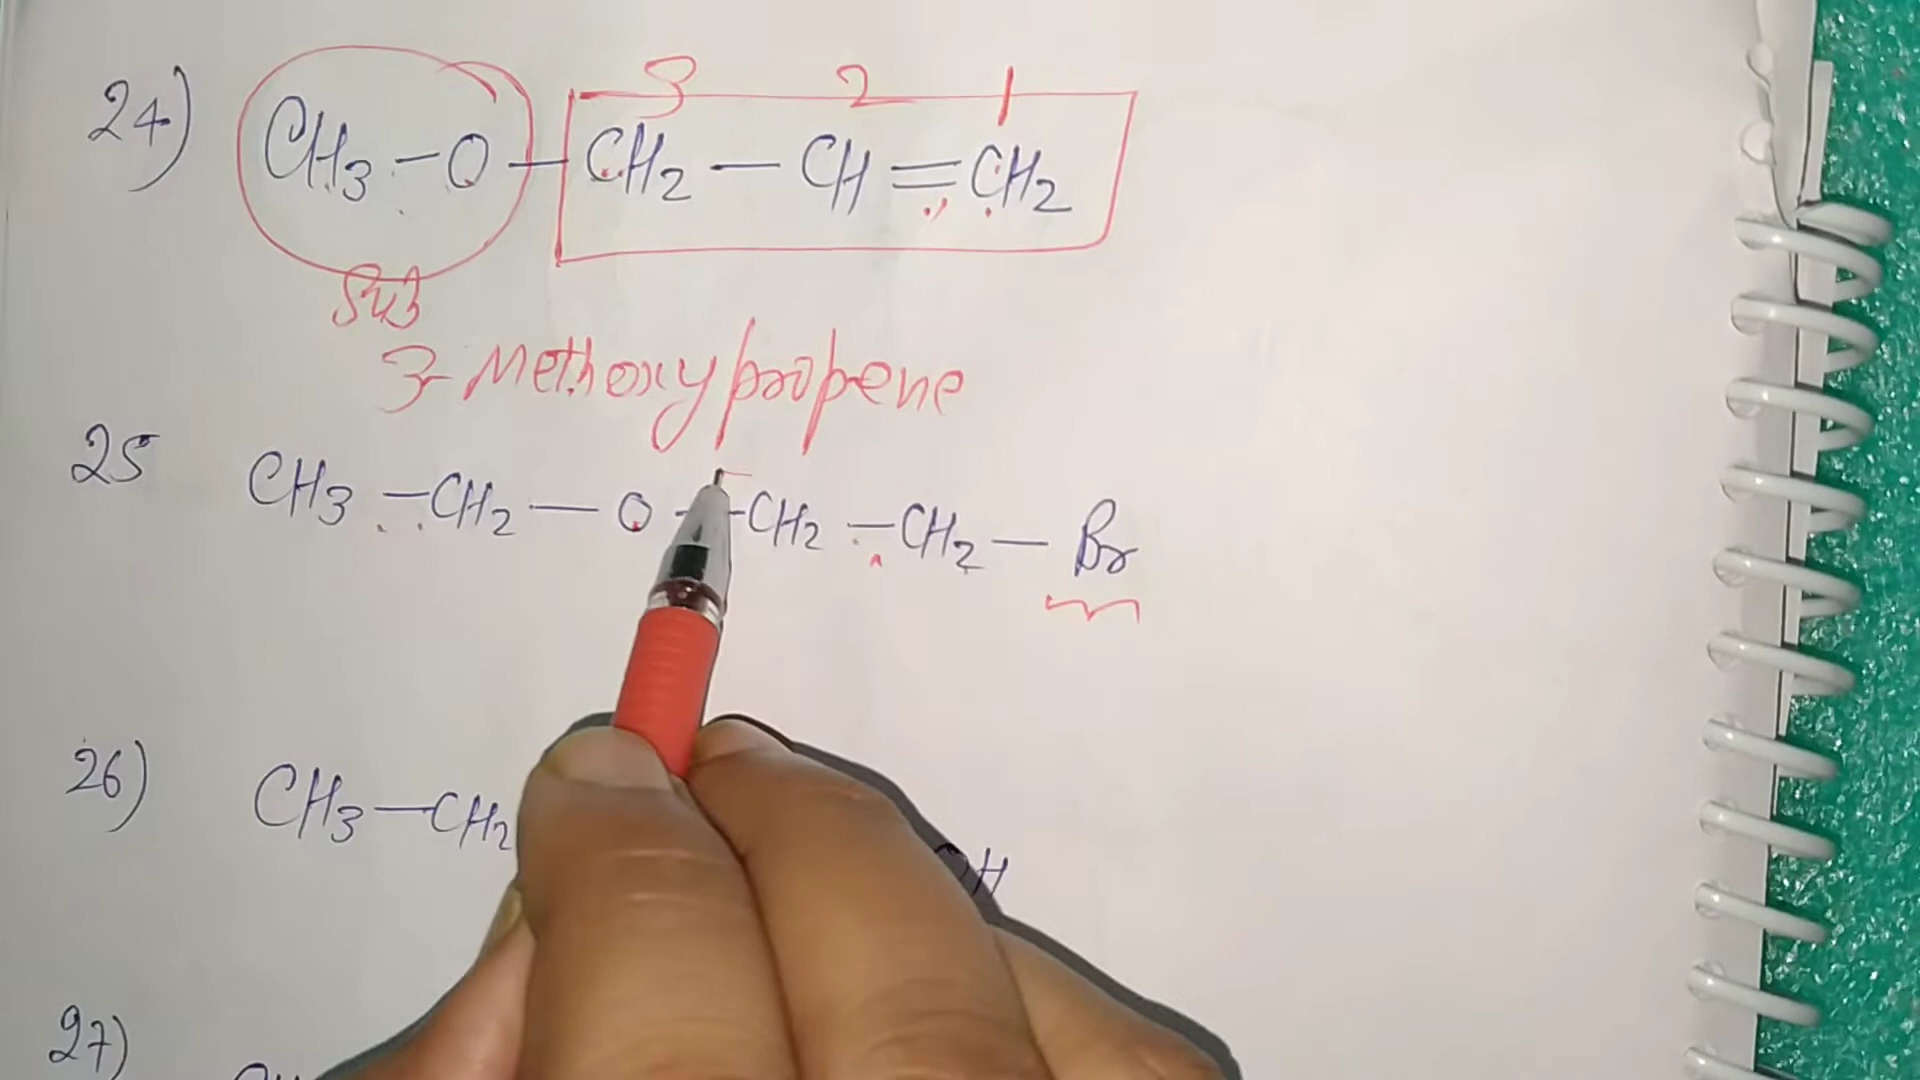 3 2 1
24) CH3 - O - CH2 - CH = CH2
Sub
3-Methoxypropene
25 CH3 - CH2 - O - CH2 - CH2 - Br
26) CH3 - CH2 OH
27)